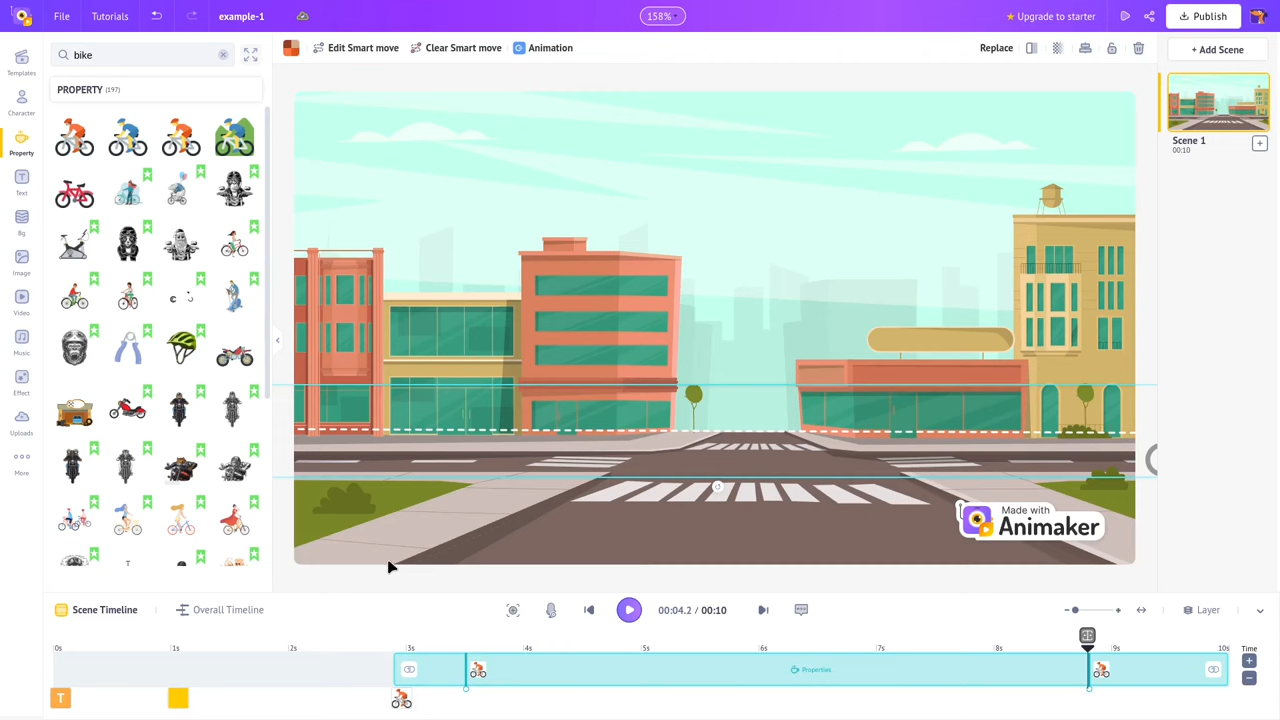 File
Tutorials
example-1
158%
Upgrade to starter
Publish
Templates
Character
Property
Text
Bg
Image
Video
Music
Effect
Uploads
More
bike
PROPERTY (197)
Edit Smart move
Clear Smart move
Animation
Replace
+ Add Scene
Scene 1
00:10
Made with
Animaker
Scene Timeline
Overall Timeline
00:04.2 / 00:10
Layer
0s 1s 2s 3s 4s 5s 6s 7s 8s 9s 10s
Time
Properties
T